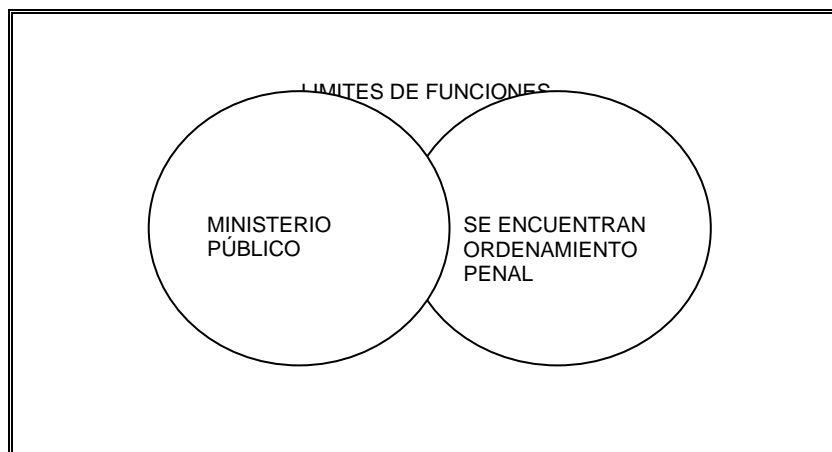 LIMITES DE FUNCIONES
MINISTERIO
PÚBLICO
SE ENCUENTRAN
ORDENAMIENTO
PENAL